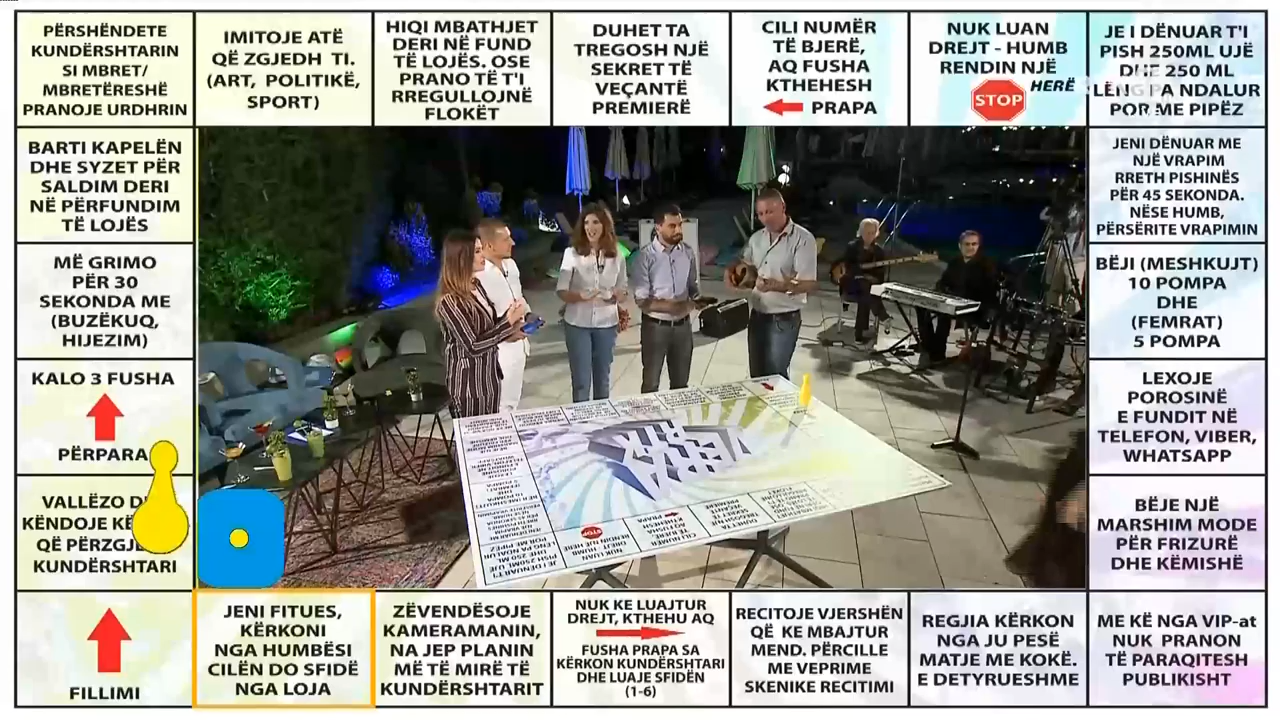 PËRSHËNDETE
KUNDËRSHTARIN
SI MBRET/
MBRETËRESHË
PRANOJE URDHRIN
IMITOJE ATË
QË ZGJEDH TI.
(ART, POLITIKË,
SPORT)
HIQI MBATHJET
DERI NË FUND
TË LOJËS. OSE
PRANO TË T'I
RREGULLOJNË
FLOKËT
DUHET TA
TREGOSH NJË
SEKRET TË
VEÇANTË
PREMIERË
CILI NUMËR
TË BJERË,
AQ FUSHA
KTHEHESH
PRAPA
NUK LUAN
DREJT - HUMB
RENDIN NJË
HERË
STOP
JE I DËNUAR T'I
PISH 250ML UJË
DHE 250 ML
LËNG PA NDALUR
POR ME PIPËZ
BARTI KAPELËN
DHE SYZET PËR
SALDIM DERI
NË PËRFUNDIM
TË LOJËS
JENI DËNUAR ME
NJË VRAPIM
RRETH PISHINËS
PËR 45 SEKONDA.
NËSE HUMB,
PËRSËRITE VRAPIMIN
MË GRIMO
PËR 30
SEKONDA ME
(BUZËKUQ,
HIJEZIM)
BËJI (MESHKUJT)
10 POMPA
DHE
(FEMRAT)
5 POMPA
KALO 3 FUSHA
PËRPARA
LEXOJE
POROSINË
E FUNDIT NË
TELEFON, VIBER,
WHATSAPP
VALLËZO
KËNDOJE
QË PËRZGJ
KUNDËRSHTARI
BËJE NJË
MARSHIM MODE
PËR FRIZURË
DHE KËMISHË
FILLIMI
JENI FITUES,
KËRKONI
NGA HUMBËSI
CILËN DO SFIDË
NGA LOJA
ZËVENDËSOJE
KAMERAMANIN,
NA JEP PLANIN
MË TË MIRË TË
KUNDËRSHTARIT
NUK KE LUAJTUR
DREJT, KTHEHU AQ
FUSHA PRAPA SA
KËRKON KUNDËRSHTARI
DHE LUAJE SFIDËN
(1-6)
RECITOJE VJERSHËN
QË KE MBAJTUR
MEND. PËRCILLE
ME VEPRIME
SKENIKE RECITIMI
REGJIA KËRKON
NGA JU PESË
MATJE ME KOKË.
E DETYRUESHME
ME KË NGA VIP-at
NUK PRANON
TË PARAQITESH
PUBLIKISHT